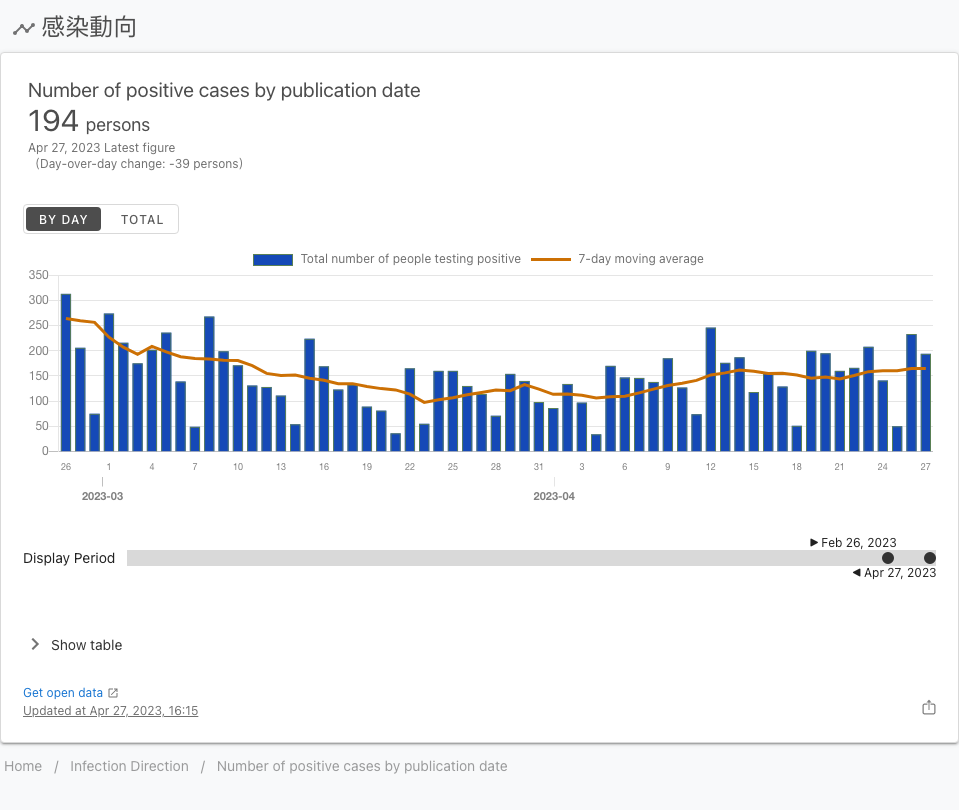 感染動向
Number of positive cases by publication date
194 persons
Apr 27, 2023 Latest figure
(Day-over-day change: -39 persons)
BY DAY TOTAL
Total number of people testing positive 7-day moving average
350
300
250
200
150
100
50
0
26 1 4 7 10 13 16 19 22 25 28 31 3 6 9 12 15 18 21 24 27
2023-03 2023-04
Feb 26, 2023
Display Period
Apr 27, 2023
Show table
Get open data
Updated at Apr 27, 2023, 16:15
Home / Infection Direction / Number of positive cases by publication date